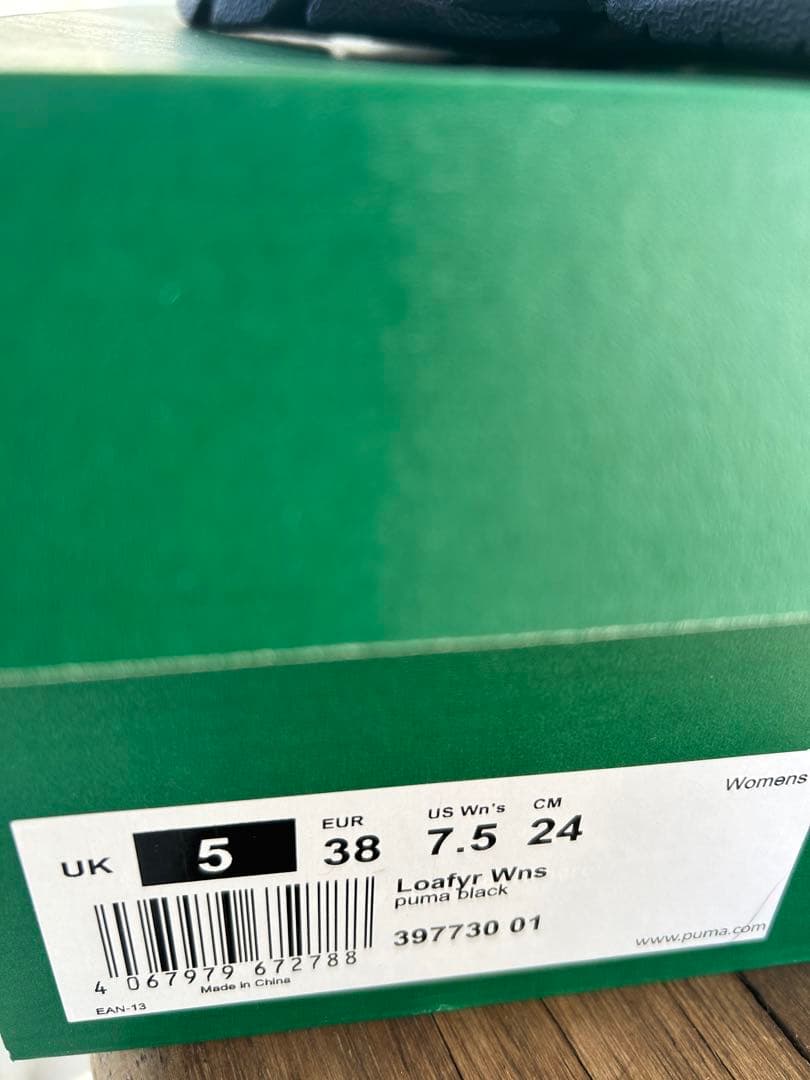 Womens
UK 5
EUR
38
US Wn's
7.5
CM
24
Loafyr Wns
puma black
397730 01
www.puma.com
4 067979 672788
Made in China
EAN-13